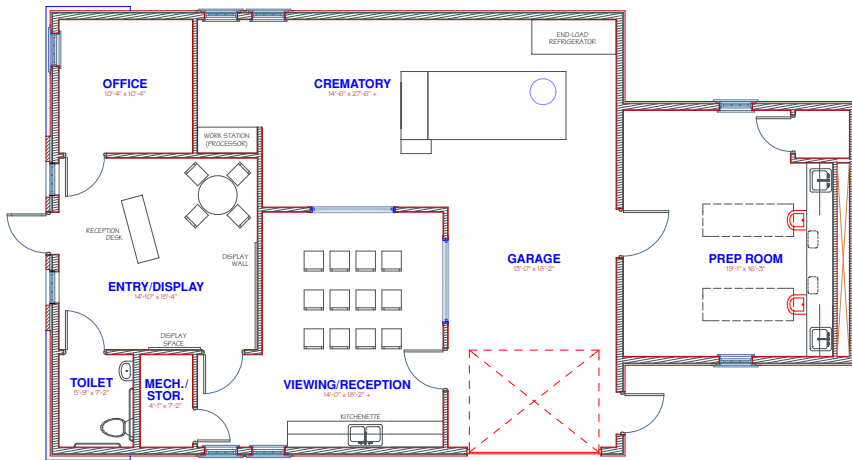 END-LOAD
REFRIGERATOR
OFFICE
10'-4" x 10'-4"
CREMATORY
14'-8" x 27'-8" +
WORK STATION
(PROCESSOR)
RECEPTION
DESK
DISPLAY
WALL
ENTRY/DISPLAY
14'-10" x 15'-4"
GARAGE
13'-0" x 18'-2"
PREP ROOM
19'-1" x 16'-3"
DISPLAY
SPACE
TOILET
5'-9" x 7'-2"
MECH./
STOR.
4'-1" x 7'-2"
VIEWING/RECEPTION
14'-0" x 18'-2" +
KITCHENETTE